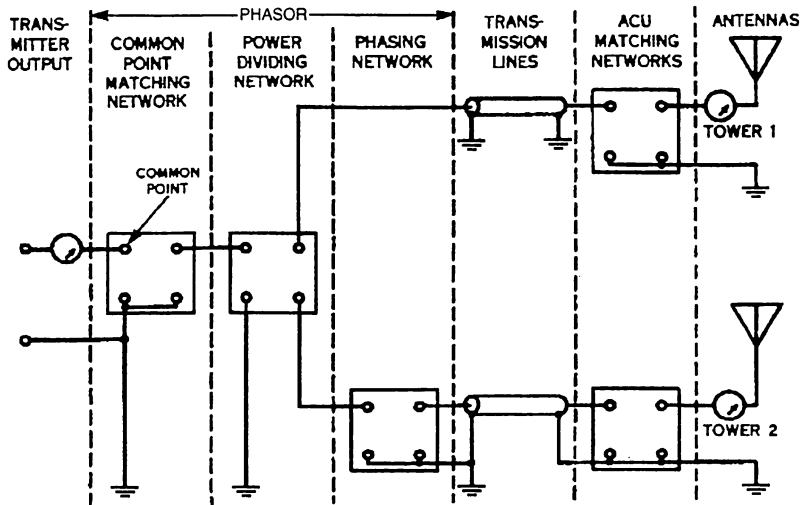 PHASOR
TRANS-
MITTER
OUTPUT
COMMON
POINT
MATCHING
NETWORK
POWER
DIVIDING
NETWORK
PHASING
NETWORK
TRANS-
MISSION
LINES
ACU
MATCHING
NETWORKS
ANTENNAS
TOWER 1
COMMON
POINT
TOWER 2